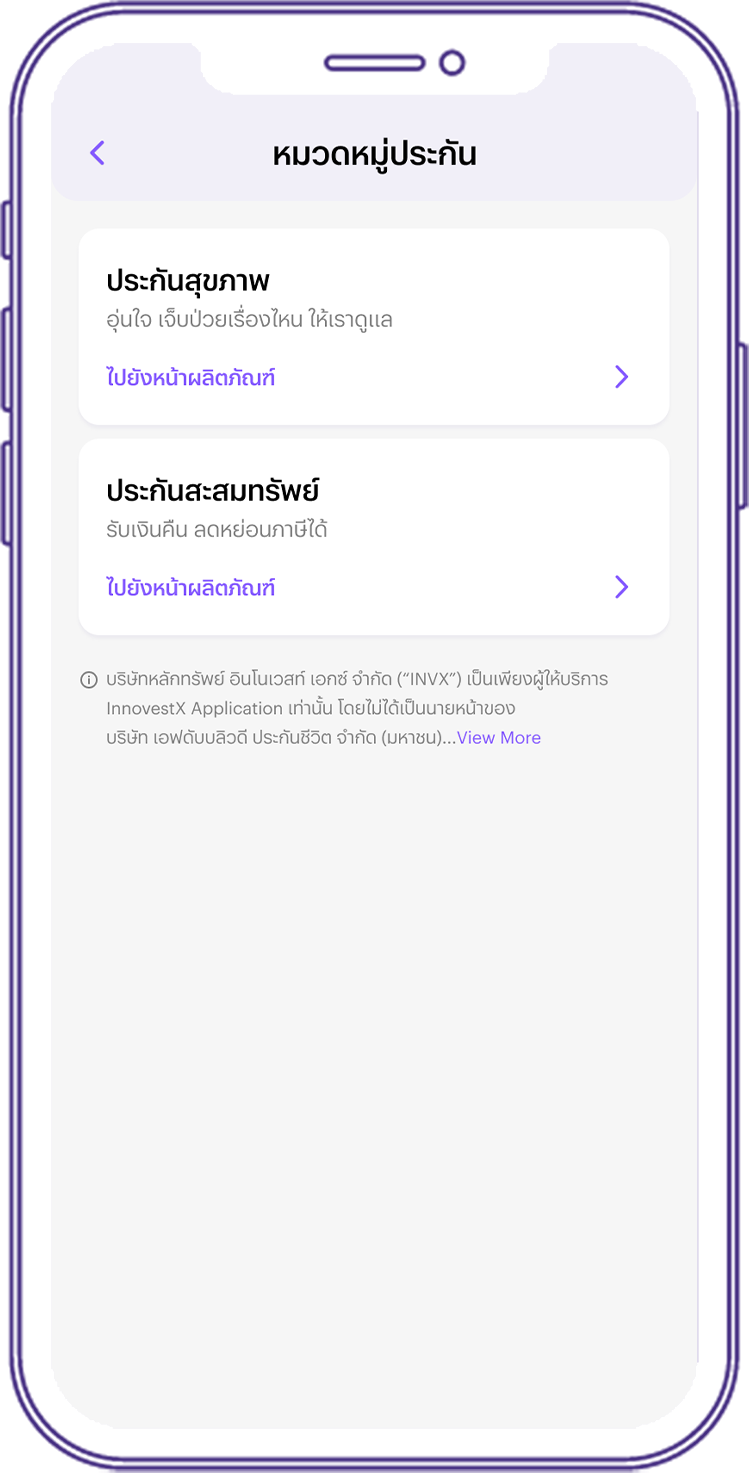 หมวดหมู่ประกัน
ประกันสุขภาพ
อุ่นใจ เจ็บป่วยเรื่องไหน ให้เราดูแล
ไปยังหน้าผลิตภัณฑ์
ประกันสะสมทรัพย์
รับเงินคืน ลดหย่อนภาษีได้
ไปยังหน้าผลิตภัณฑ์
บริษัทหลักทรัพย์ อินโนเวสท์ เอกซ์ จำกัด (“INVX”) เป็นเพียงผู้ให้บริการ
InnovestX Application เท่านั้น โดยไม่ได้เป็นนายหน้าของ
บริษัท เอฟดับบลิวดี ประกันชีวิต จำกัด (มหาชน)...View More